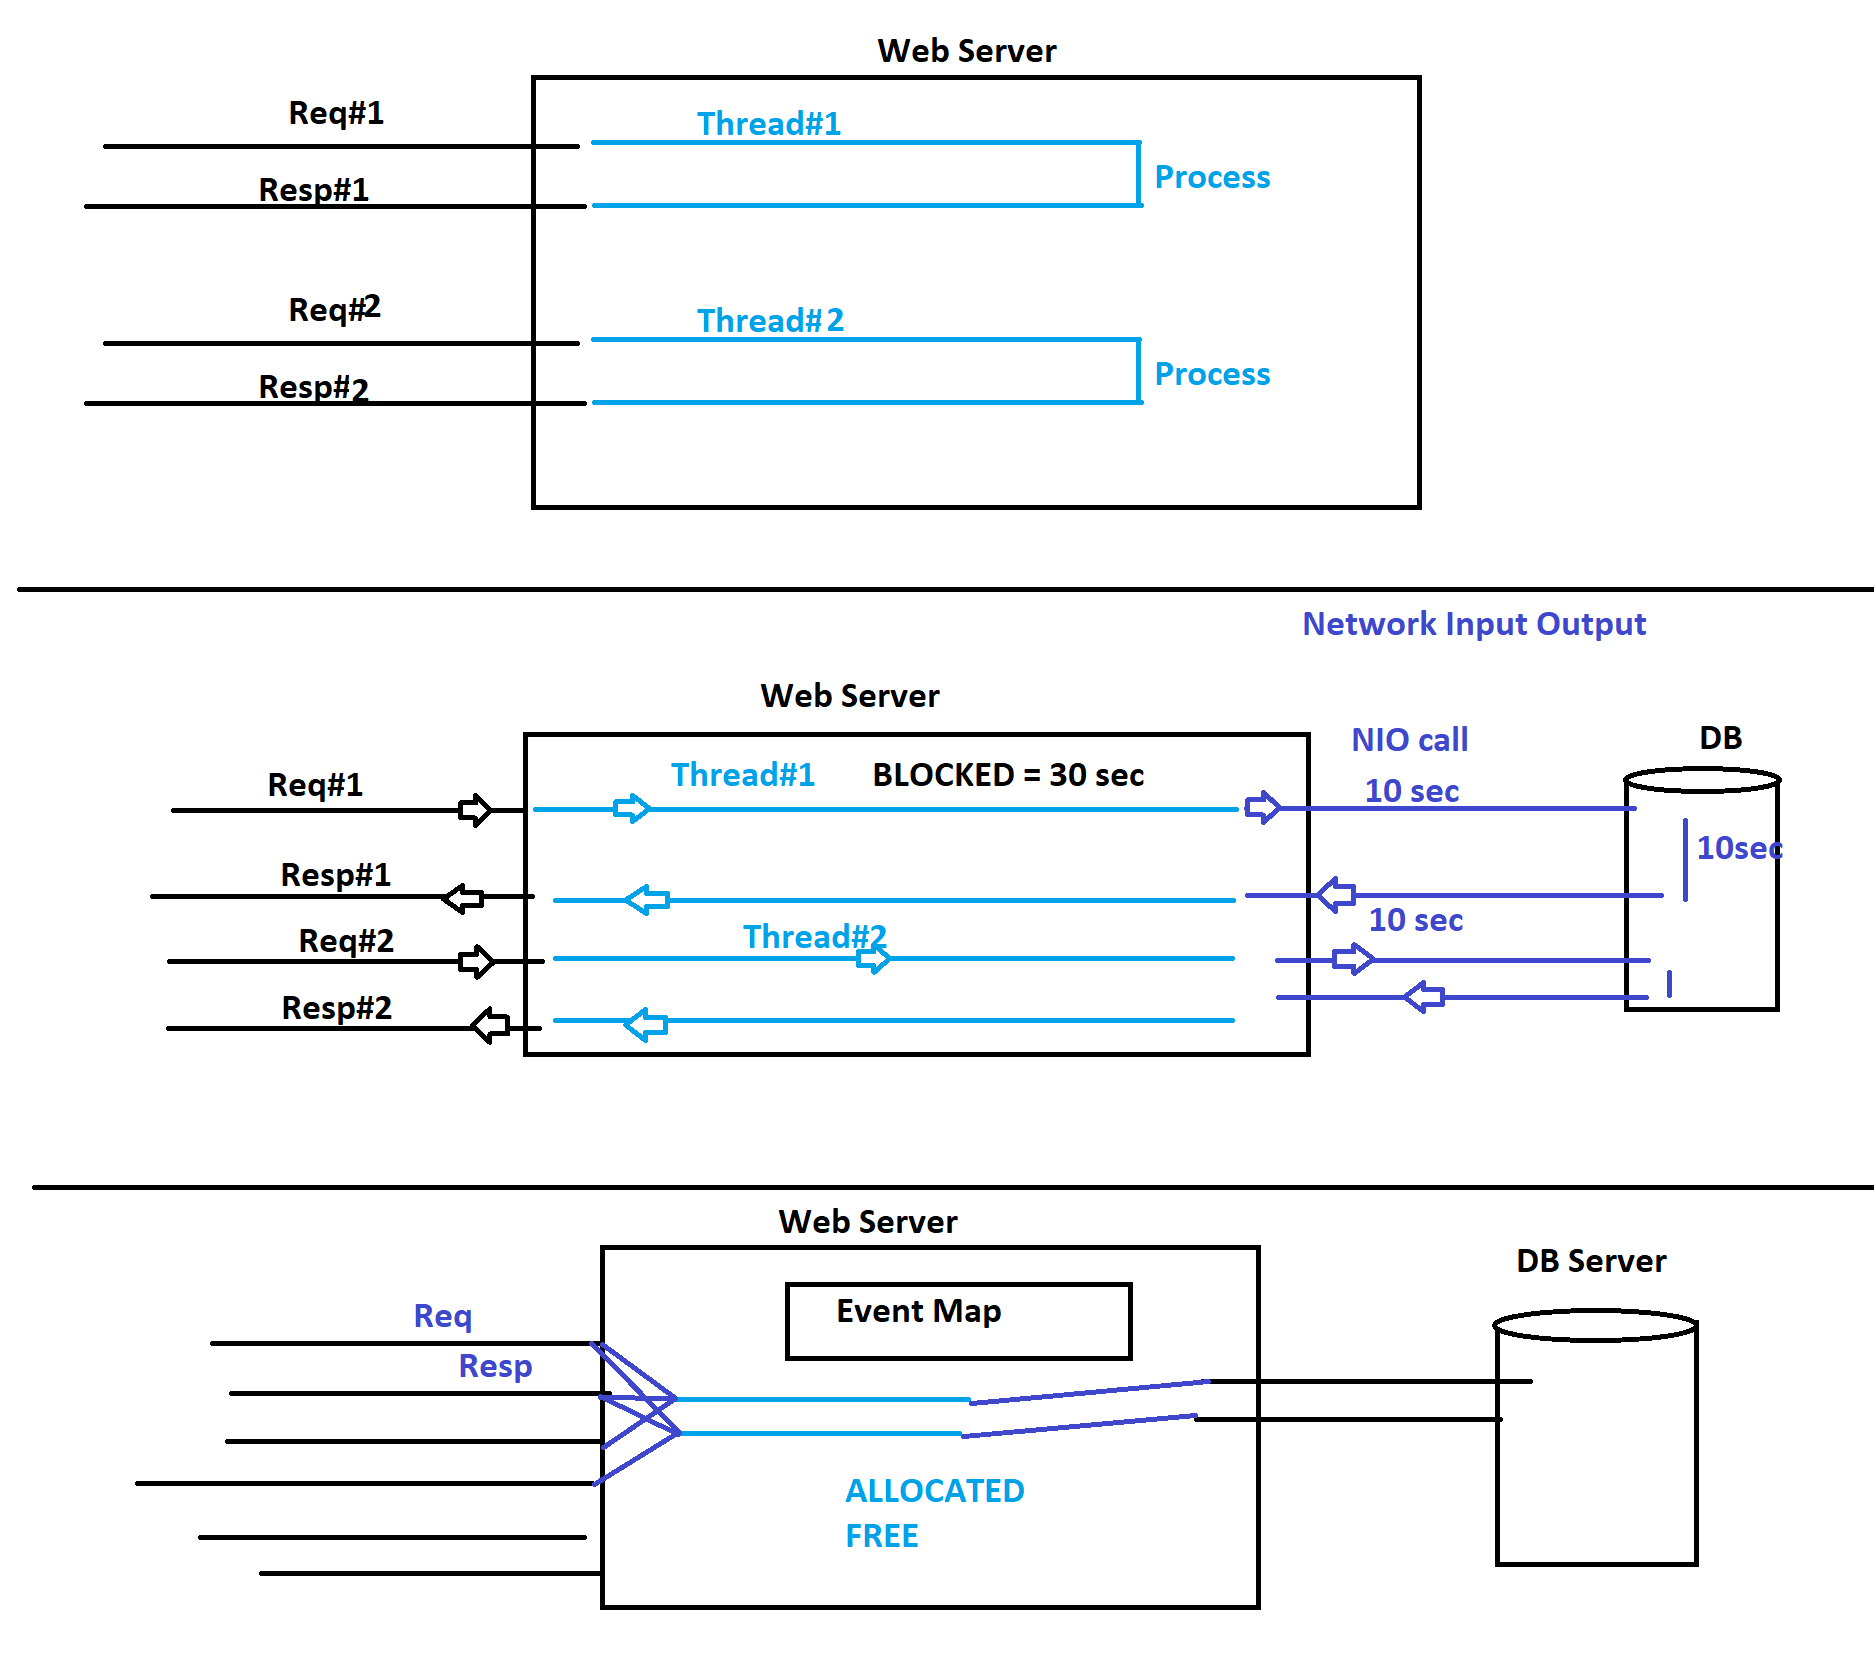 Web Server
Req#1
Thread#1
Process
Resp#1
Req#2
Thread#2
Process
Resp#2
Network Input Output
Web Server
NIO call
DB
Req#1
Thread#1
BLOCKED = 30 sec
10 sec
10sec
Resp#1
10 sec
Req#2
Thread#2
Resp#2
Web Server
DB Server
Event Map
Req
Resp
ALLOCATED
FREE